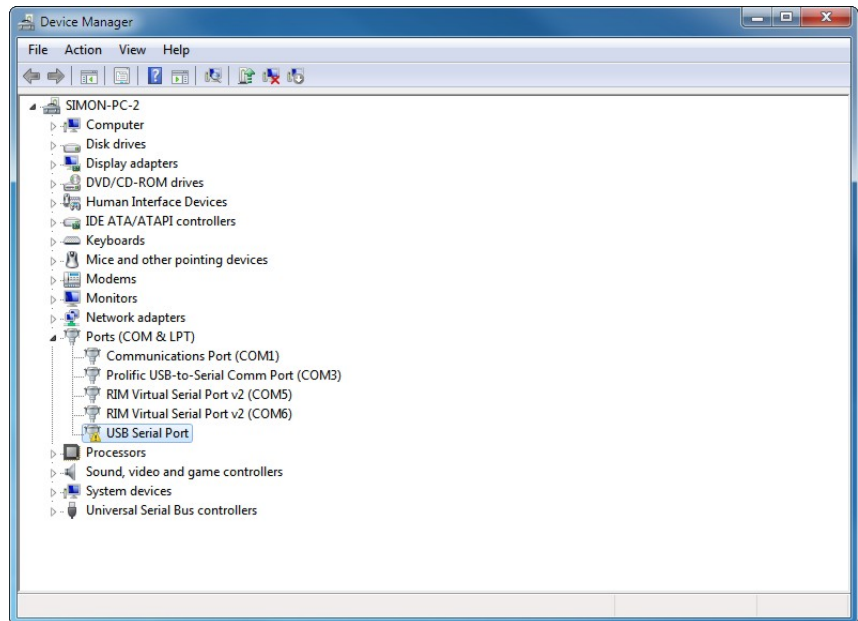 Device Manager
File Action View Help
SIMON-PC-2
Computer
Disk drives
Display adapters
DVD/CD-ROM drives
Human Interface Devices
IDE ATA/ATAPI controllers
Keyboards
Mice and other pointing devices
Modems
Monitors
Network adapters
Ports (COM & LPT)
Communications Port (COM1)
Prolific USB-to-Serial Comm Port (COM3)
RIM Virtual Serial Port v2 (COM5)
RIM Virtual Serial Port v2 (COM6)
USB Serial Port
Processors
Sound, video and game controllers
System devices
Universal Serial Bus controllers